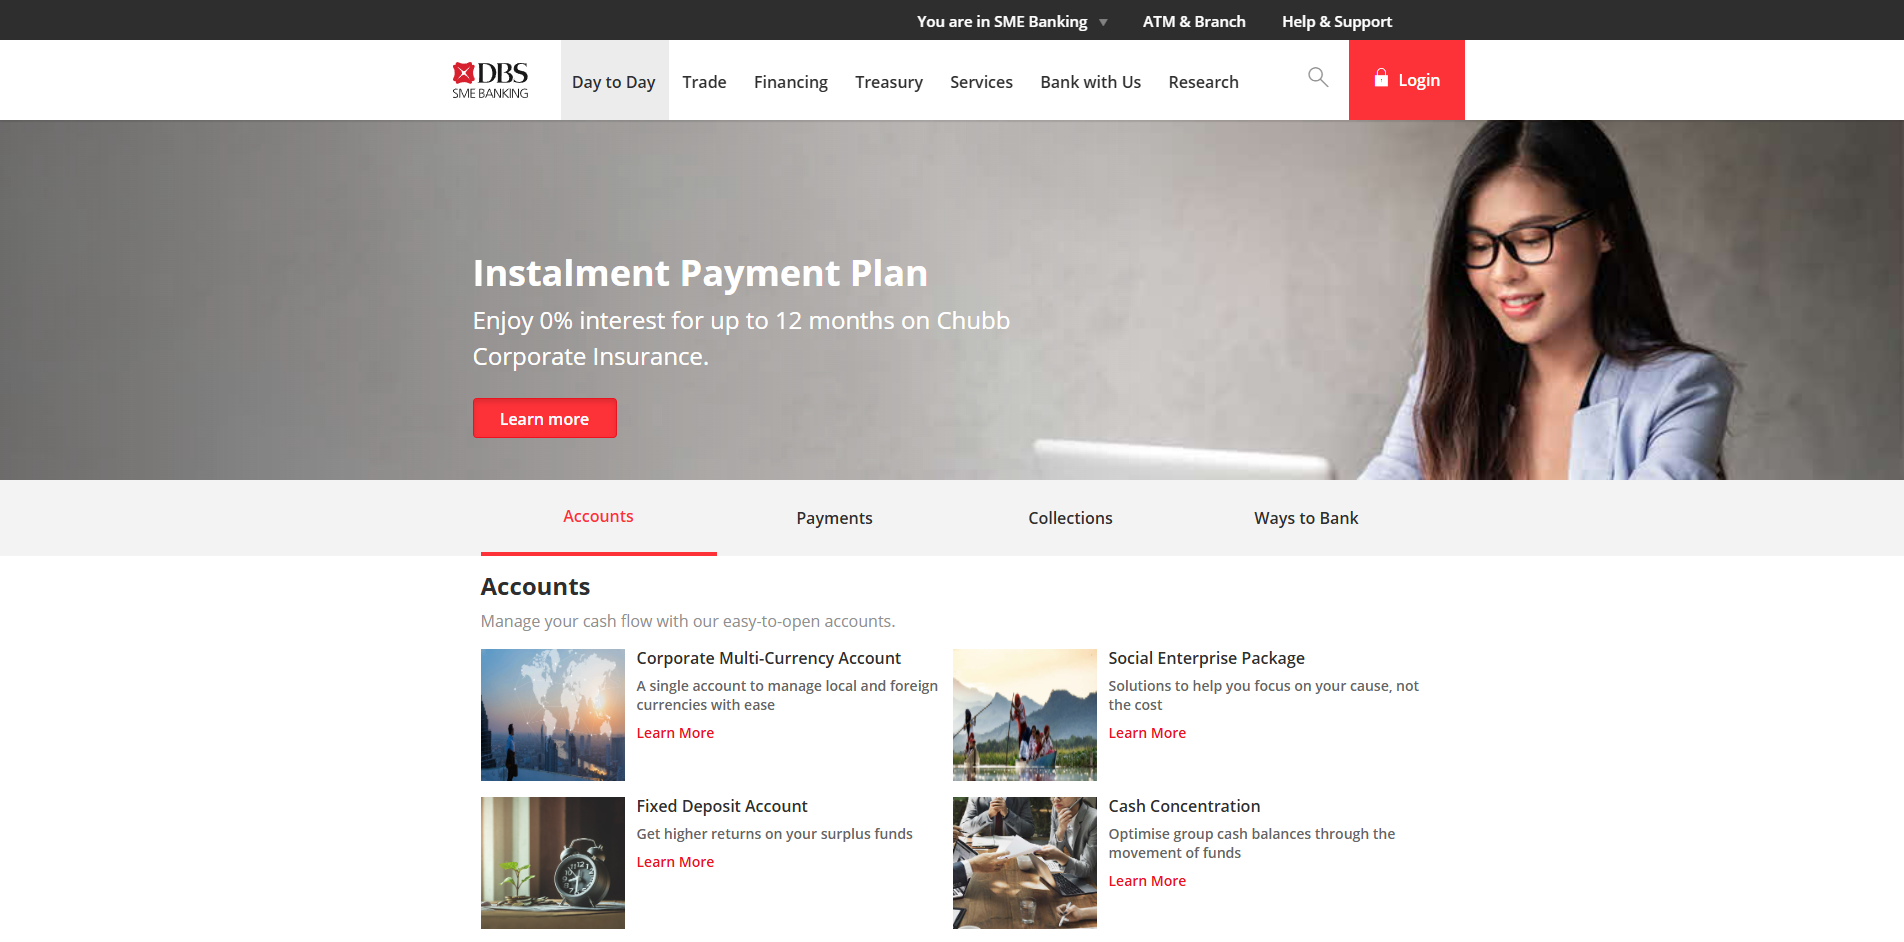 You are in SME Banking
ATM & Branch
Help & Support
DBS
SME BANKING
Day to Day
Trade
Financing
Treasury
Services
Bank with Us
Research
Login
Instalment Payment Plan
Enjoy 0% interest for up to 12 months on Chubb
Corporate Insurance.
Learn more
Accounts
Payments
Collections
Ways to Bank
Accounts
Manage your cash flow with our easy-to-open accounts.
Corporate Multi-Currency Account
A single account to manage local and foreign
currencies with ease
Learn More
Social Enterprise Package
Solutions to help you focus on your cause, not
the cost
Learn More
Fixed Deposit Account
Get higher returns on your surplus funds
Learn More
Cash Concentration
Optimise group cash balances through the
movement of funds
Learn More